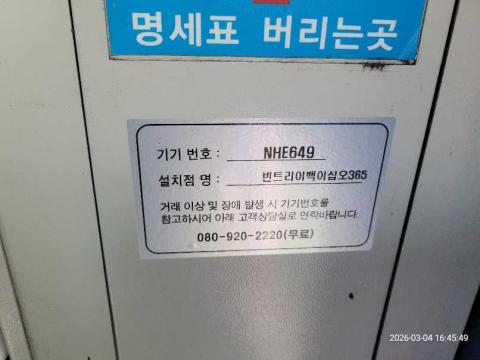 명세표 버리는곳
기기 번호 : NHE649
설치점 명 : 빈트리이백이십오365
거래 이상 및 장애 발생 시 기기번호를
참고하시어 아래 고객상담실로 연락바랍니다.
080-920-2220(무료)
2026-03-04 16:45:49